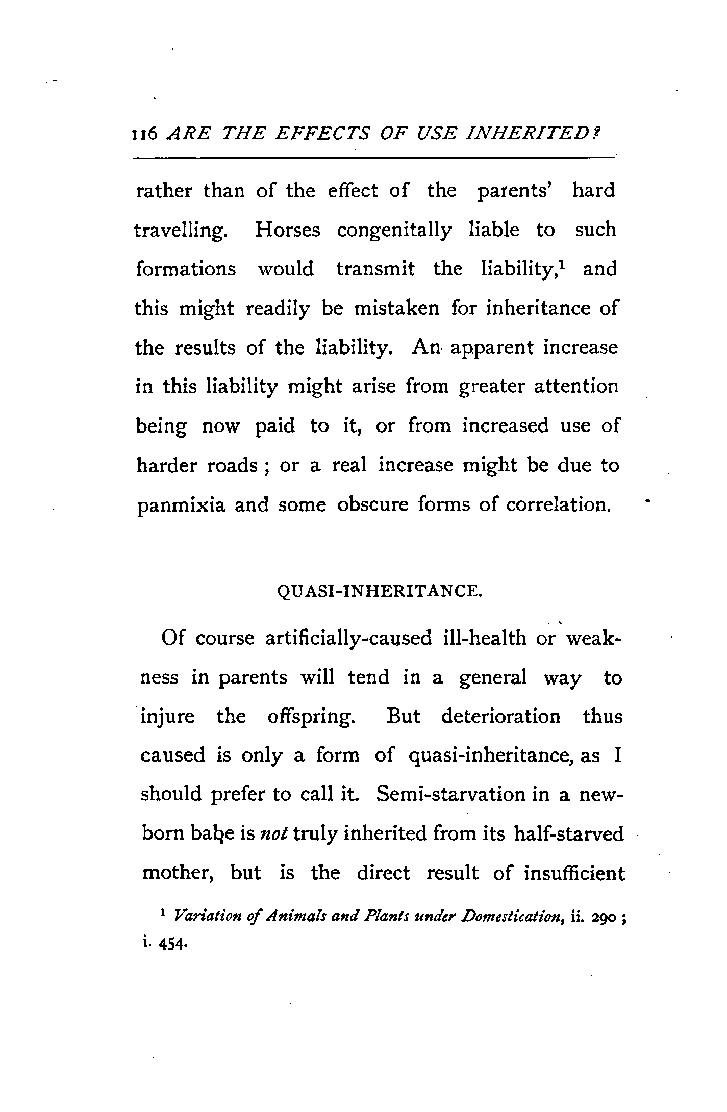 116 ARE THE EFFECTS OF USE INHERITED?
rather than of the effect of the parents' hard
travelling. Horses congenitally liable to such
formations would transmit the liability,¹ and
this might readily be mistaken for inheritance of
the results of the liability. An apparent increase
in this liability might arise from greater attention
being now paid to it, or from increased use of
harder roads ; or a real increase might be due to
panmixia and some obscure forms of correlation.
QUASI-INHERITANCE.
Of course artificially-caused ill-health or weak-
ness in parents will tend in a general way to
injure the offspring. But deterioration thus
caused is only a form of quasi-inheritance, as I
should prefer to call it. Semi-starvation in a new-
born babe is not truly inherited from its half-starved
mother, but is the direct result of insufficient
¹ Variation of Animals and Plants under Domestication, ii. 290 ;
i. 454.